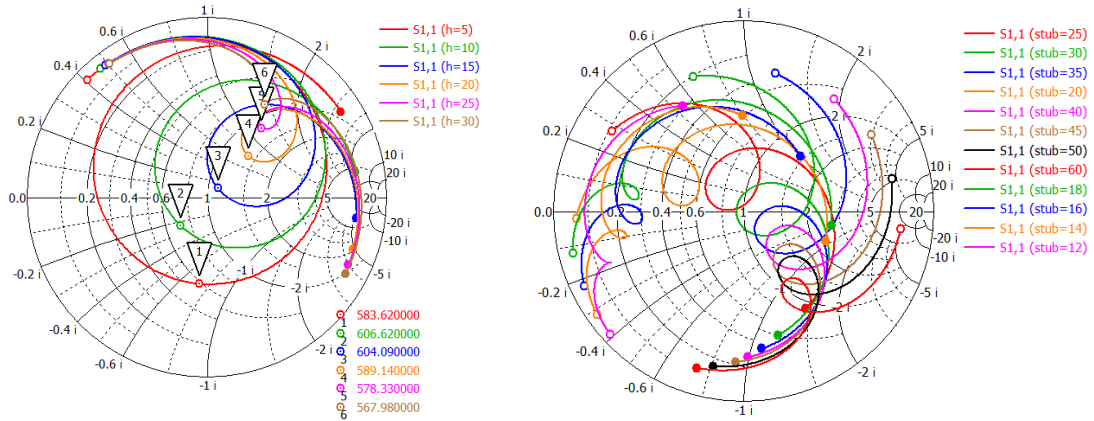 1 i
0.6 i
2 i
0.4 i
0.2 i
10 i
20 i
0.0
0.2
0.4
0.6
1
2
5
20
-20 i
-10 i
-0.2 i
-5 i
-1 i
-2 i
-0.4 i
-0.6 i
-2 i
-1 i
1
2
3
4
6
S1,1 (h=5)
S1,1 (h=10)
S1,1 (h=15)
S1,1 (h=20)
S1,1 (h=25)
S1,1 (h=30)
583.620000
1
606.620000
2
604.090000
3
589.140000
4
578.330000
5
567.980000
6
1 i
0.6 i
2 i
0.4 i
0.2 i
10 i
20 i
0.0
0.2
0.4 0.6
1
2
5
20
-20 i
-10 i
-0.2 i
-5 i
-1 i
-2 i
-0.4 i
-0.6 i
-2 i
-1 i
S1,1 (stub=25)
S1,1 (stub=30)
S1,1 (stub=35)
S1,1 (stub=20)
S1,1 (stub=40)
S1,1 (stub=45)
S1,1 (stub=50)
S1,1 (stub=60)
S1,1 (stub=18)
S1,1 (stub=16)
S1,1 (stub=14)
S1,1 (stub=12)